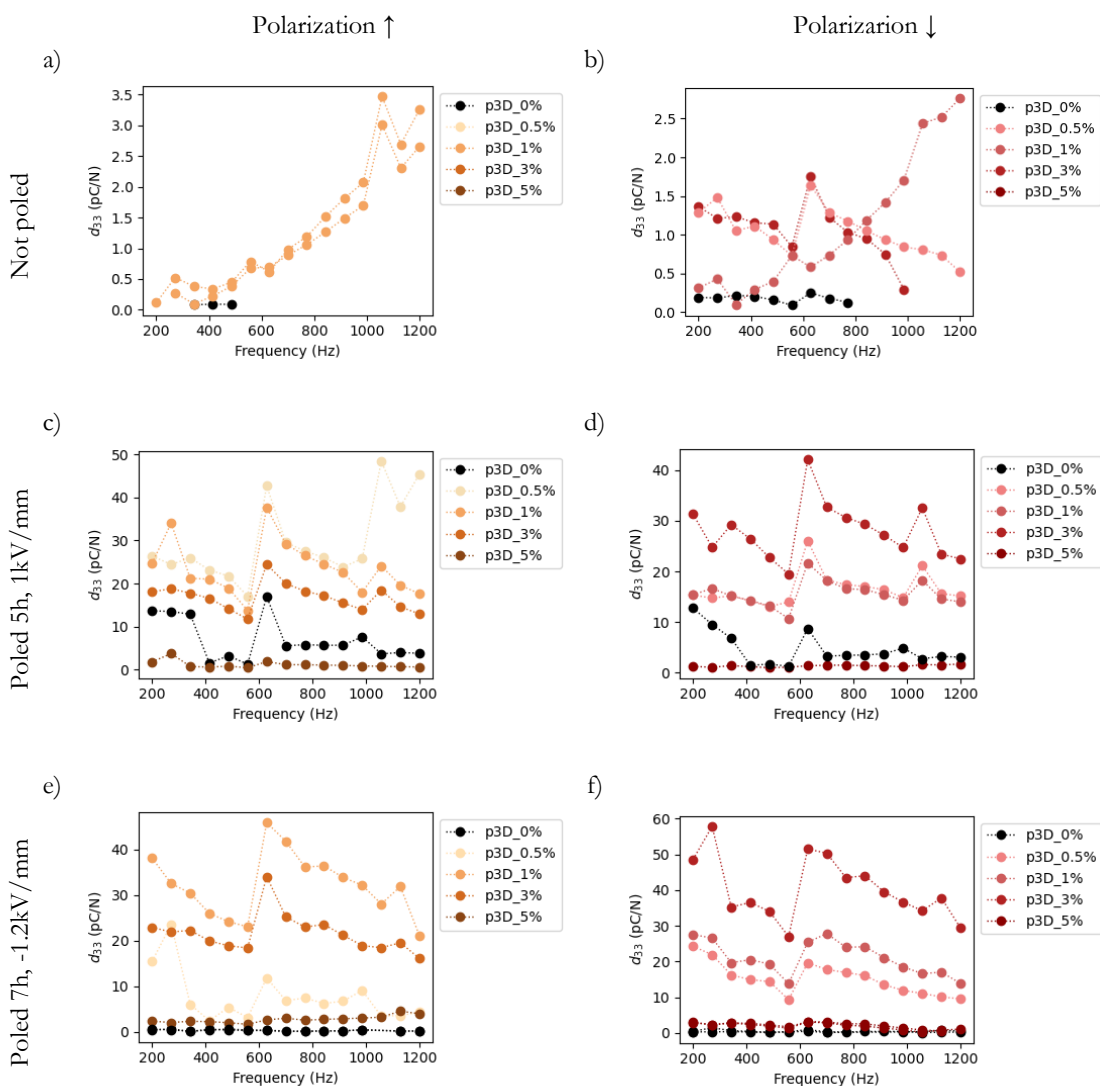 Polarization ↑
Polarizarion ↓
Not poled
a)
3.5
3.0
2.5
2.0
1.5
1.0
0.5
0.0
d33 (pC/N)
200 400 600 800 1000 1200
Frequency (Hz)
p3D_0%
p3D_0.5%
p3D_1%
p3D_3%
p3D_5%
b)
2.5
2.0
1.5
1.0
0.5
0.0
d33 (pC/N)
200 400 600 800 1000 1200
Frequency (Hz)
p3D_0%
p3D_0.5%
p3D_1%
p3D_3%
p3D_5%
Poled 5h, 1kV/mm
c)
50
40
30
20
10
0
d33 (pC/N)
200 400 600 800 1000 1200
Frequency (Hz)
p3D_0%
p3D_0.5%
p3D_1%
p3D_3%
p3D_5%
d)
40
30
20
10
0
d33 (pC/N)
200 400 600 800 1000 1200
Frequency (Hz)
p3D_0%
p3D_0.5%
p3D_1%
p3D_3%
p3D_5%
Poled 7h, -1.2kV/mm
e)
40
30
20
10
0
d33 (pC/N)
200 400 600 800 1000 1200
Frequency (Hz)
p3D_0%
p3D_0.5%
p3D_1%
p3D_3%
p3D_5%
f)
60
50
40
30
20
10
0
d33 (pC/N)
200 400 600 800 1000 1200
Frequency (Hz)
p3D_0%
p3D_0.5%
p3D_1%
p3D_3%
p3D_5%